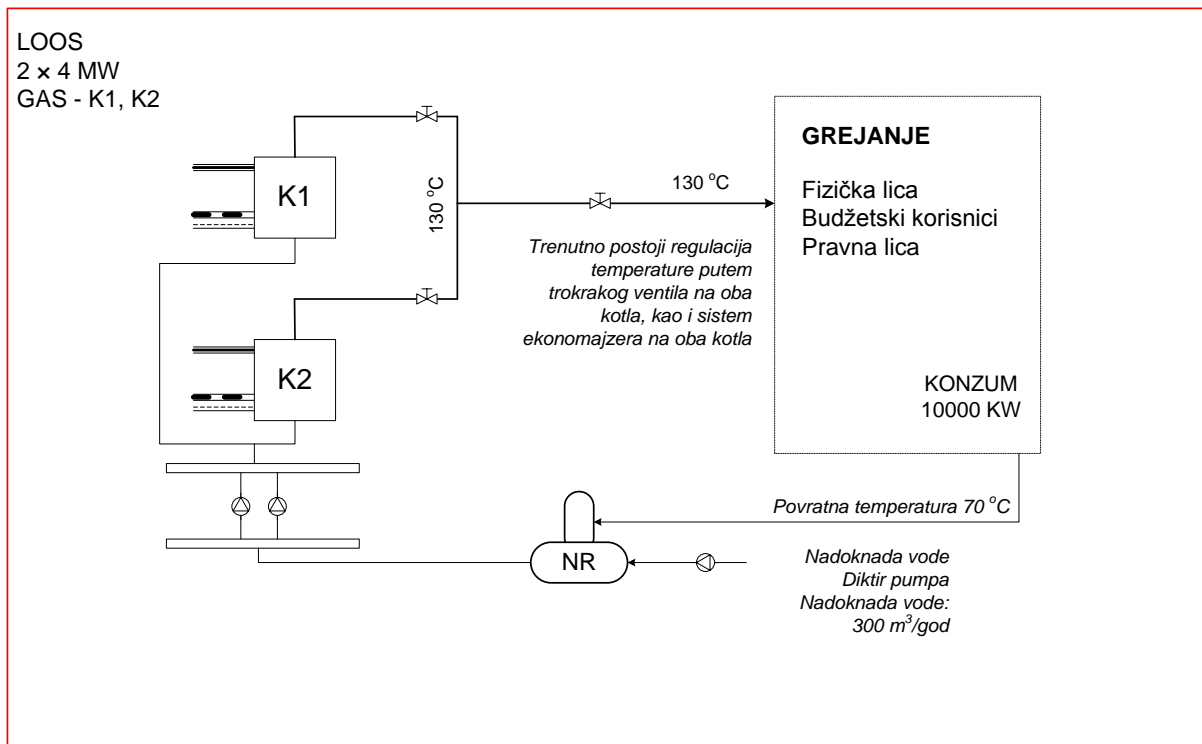 LOOS
2 × 4 MW
GAS - K1, K2
K1
130 °C
K2
130 °C
Trenutno postoji regulacija
temperature putem
trokrakog ventila na oba
kotla, kao i sistem
ekonomajzera na oba kotla
GREJANJE
Fizička lica
Budžetski korisnici
Pravna lica
KONZUM
10000 KW
Povratna temperatura 70 °C
NR
Nadoknada vode
Diktir pumpa
Nadoknada vode:
300 m³/god